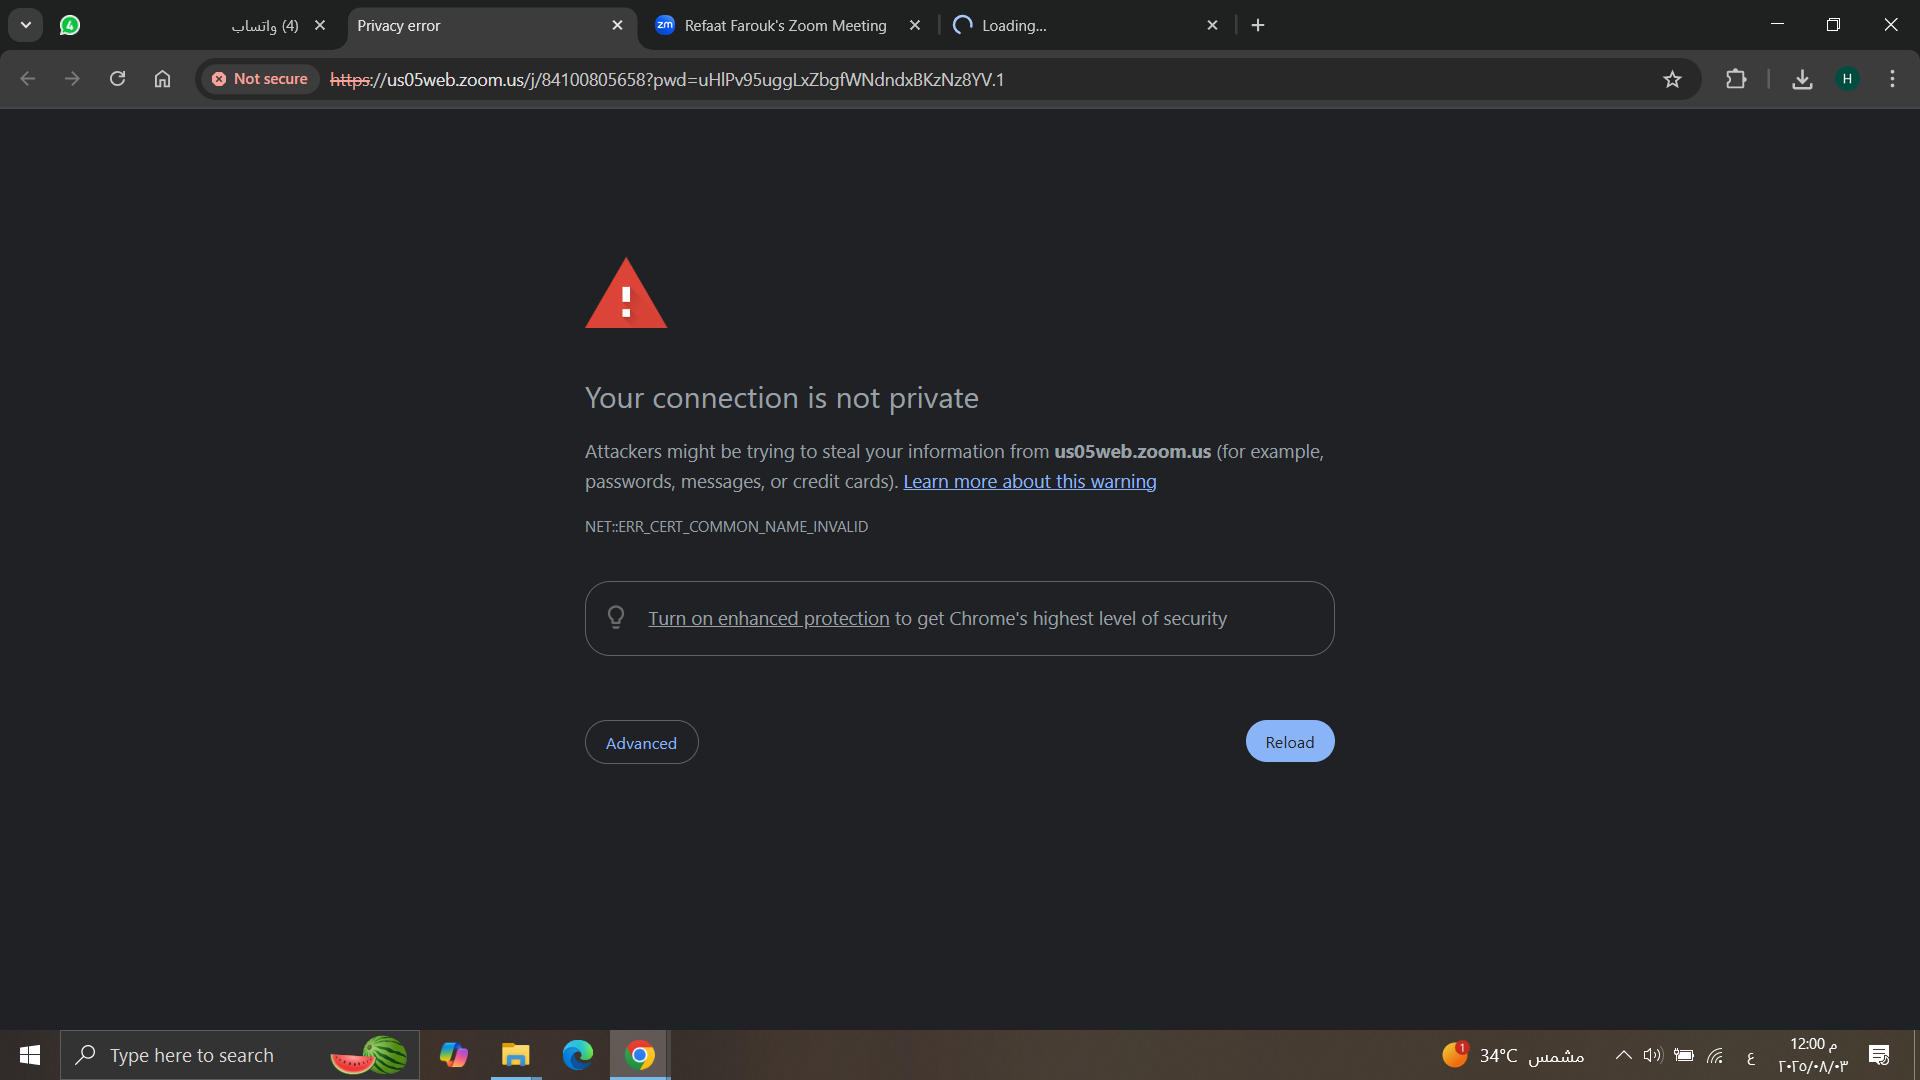 4
(4) واتساب
Privacy error
zm
Refaat Farouk's Zoom Meeting
Loading...
Not secure
https://us05web.zoom.us/j/84100805658?pwd=uHlPv95uggLxZbgfWNdndxBKzNz8YV.1
H
!
Your connection is not private
Attackers might be trying to steal your information from us05web.zoom.us (for example,
passwords, messages, or credit cards). Learn more about this warning
NET::ERR_CERT_COMMON_NAME_INVALID
Turn on enhanced protection to get Chrome's highest level of security
Advanced
Reload
Type here to search
1
34°C مشمس
ع
12:00 م
٢٠٢٥/٠٨/٠٣